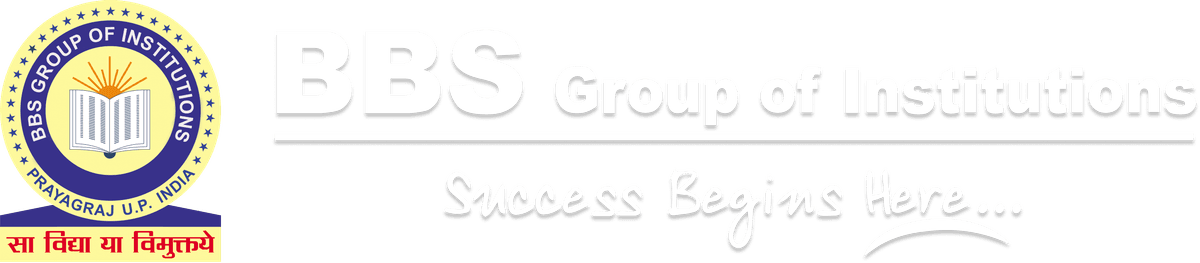 BBS GROUP OF INSTITUTIONS
PRAYAGRAJ U.P. INDIA
सा विद्या या विमुक्तये
BBS Group of Institutions
Success Begins Here...